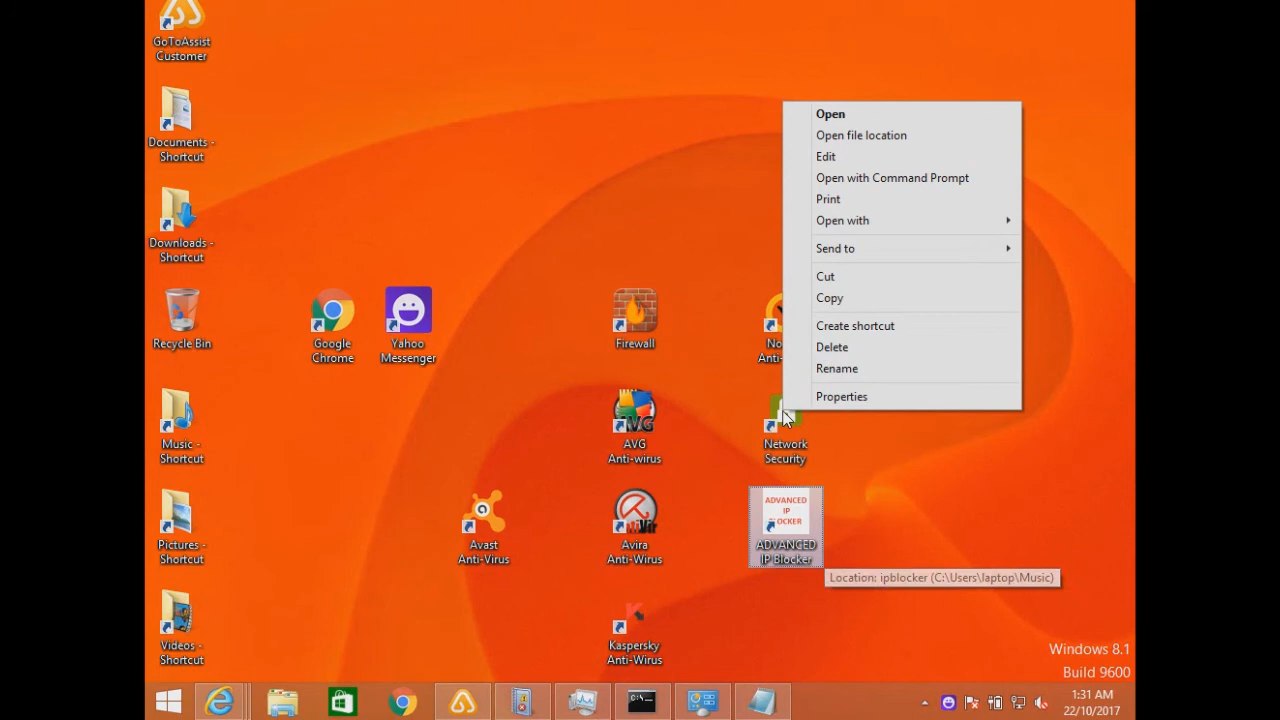 GoToAssist
Customer
Documents -
Shortcut
Downloads -
Shortcut
Recycle Bin
Music -
Shortcut
Pictures -
Shortcut
Videos -
Shortcut
Google
Chrome
Yahoo
Messenger
Avast
Anti-Virus
Firewall
AVG
AVG
Anti-wirus
Avira
Anti-Wirus
Kaspersky
Anti-Wirus
Open
Open file location
Edit
Open with Command Prompt
Print
Open with
Send to
Cut
Copy
Create shortcut
Delete
Rename
Properties
Network
Security
ADVANCED
IP
BLOCKER
ADVANCED
IP Blocker
Location: ipblocker (C:\Users\laptop\Music)
Windows 8.1
Build 9600
1:31 AM
22/10/2017